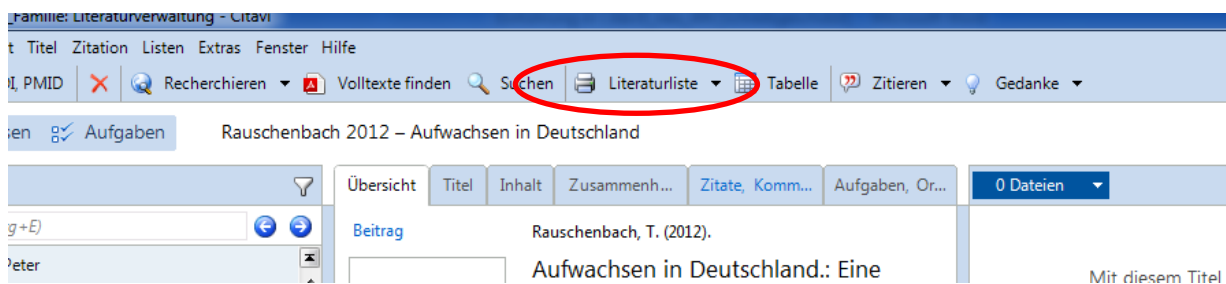 _Familie: Literaturverwaltung - Citavi
t Titel Zitation Listen Extras Fenster Hilfe
OI, PMID Recherchieren Volltexte finden Suchen Literaturliste Tabelle Zitieren Gedanke
sen Aufgaben Rauschenbach 2012 – Aufwachsen in Deutschland
Übersicht Titel Inhalt Zusammenh... Zitate, Komm... Aufgaben, Or... 0 Dateien
g+E) Beitrag Rauschenbach, T. (2012).
Peter
Aufwachsen in Deutschland.: Eine
Mit diesem Titel